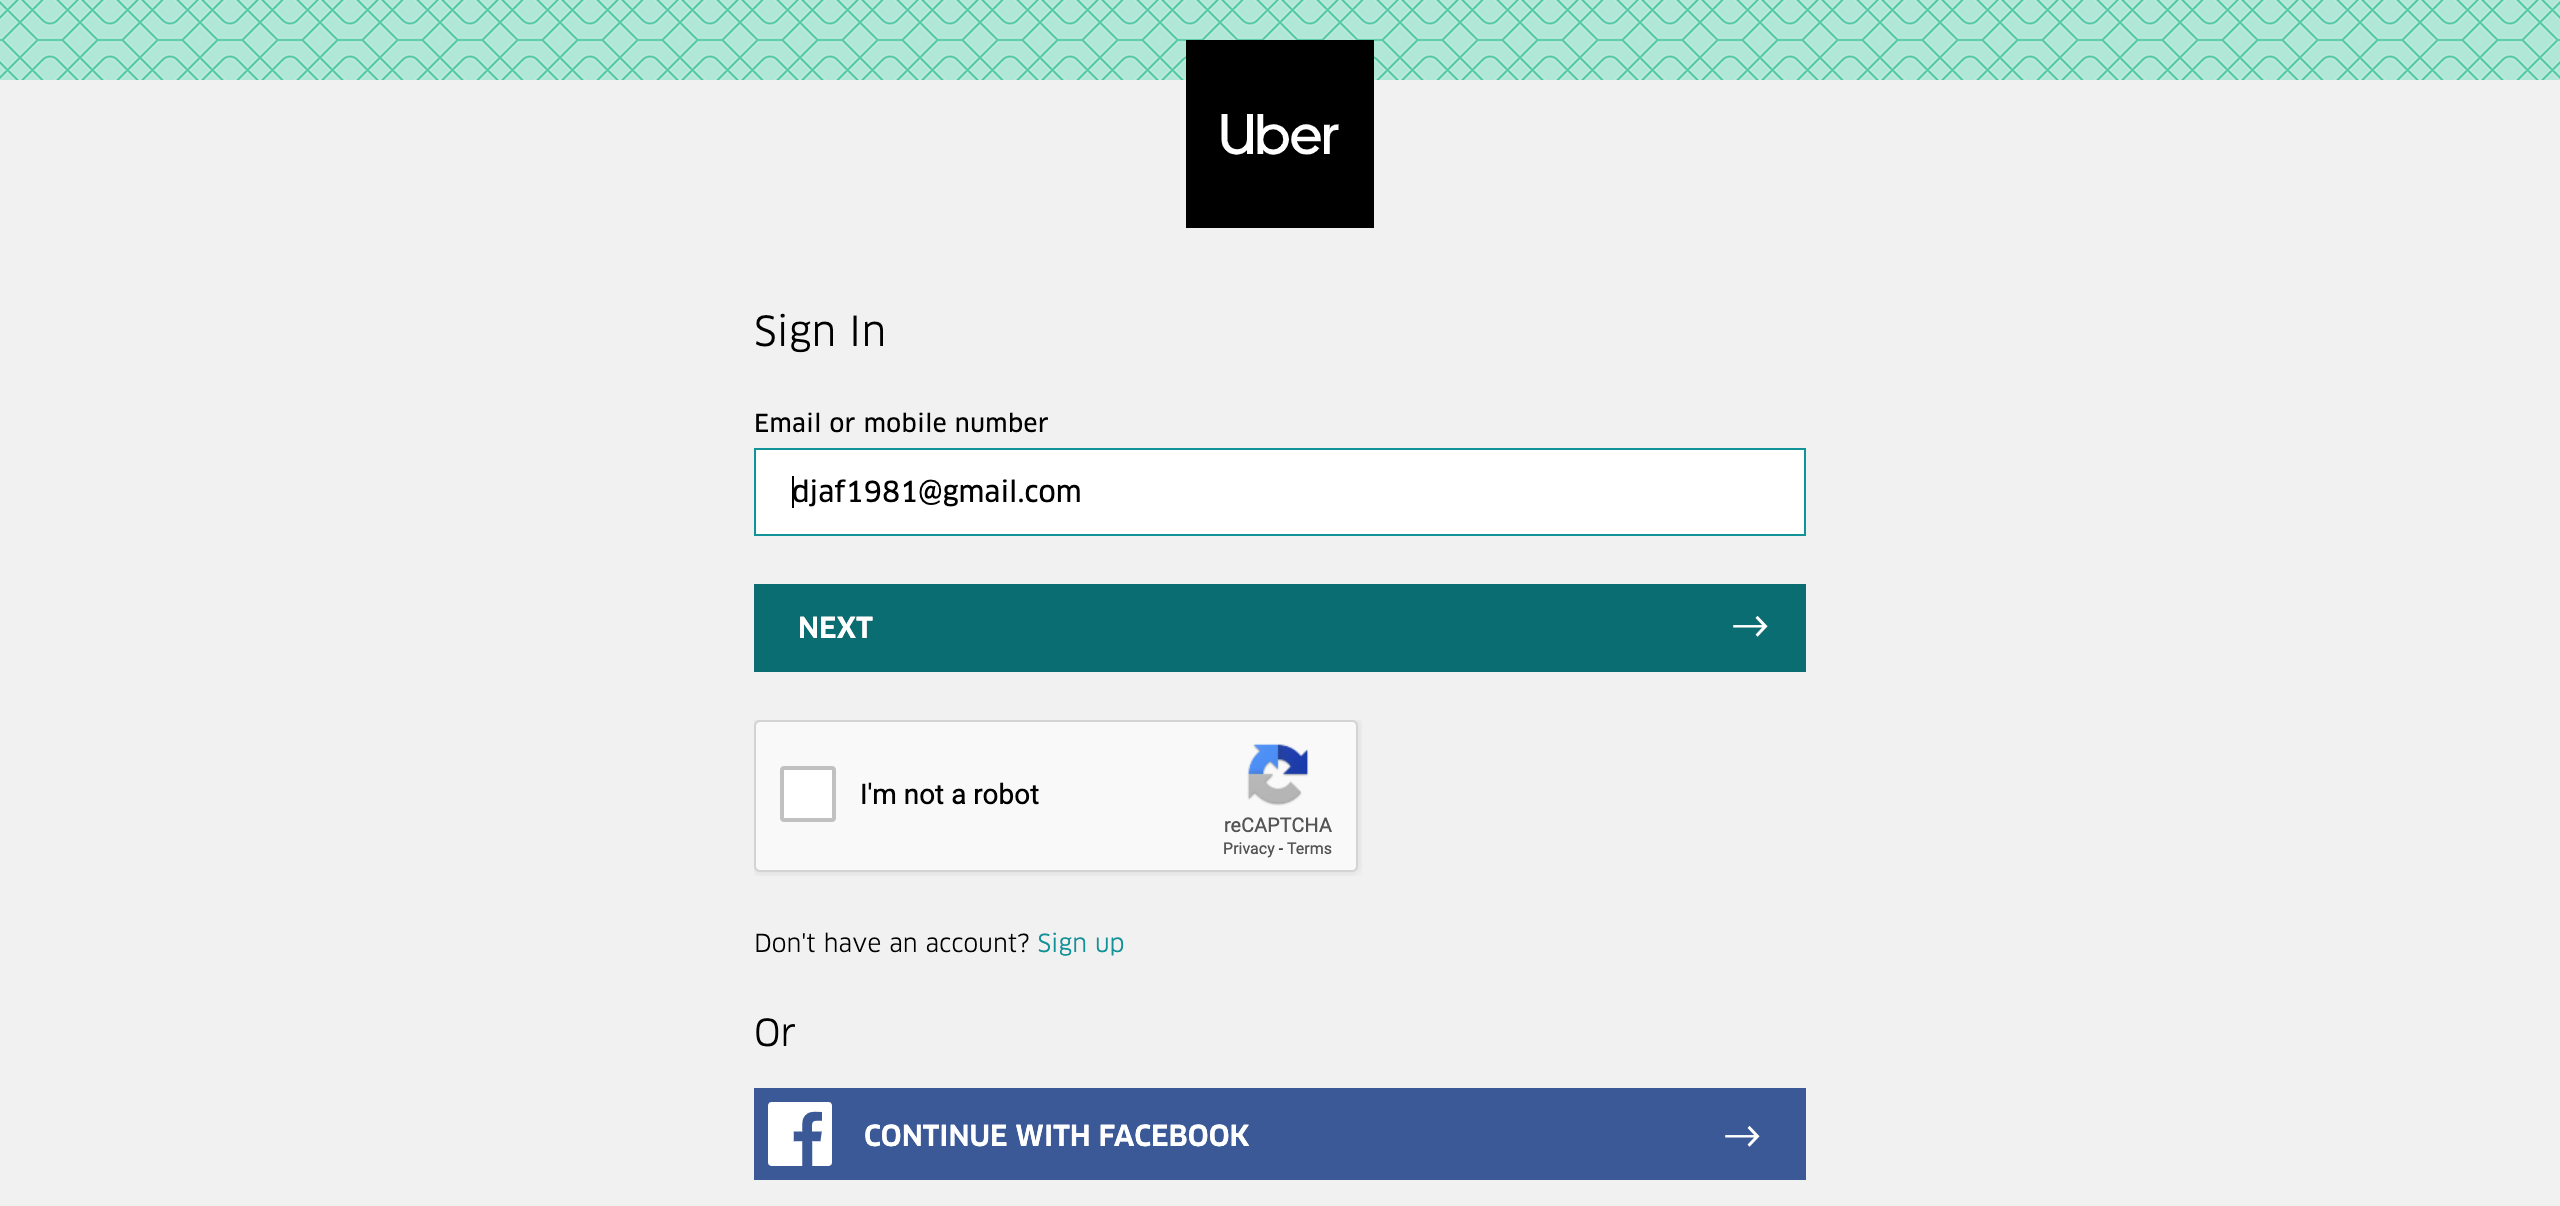 Uber
Sign In
Email or mobile number
djaf1981@gmail.com
NEXT
I'm not a robot
reCAPTCHA
Privacy - Terms
Don't have an account? Sign up
Or
CONTINUE WITH FACEBOOK